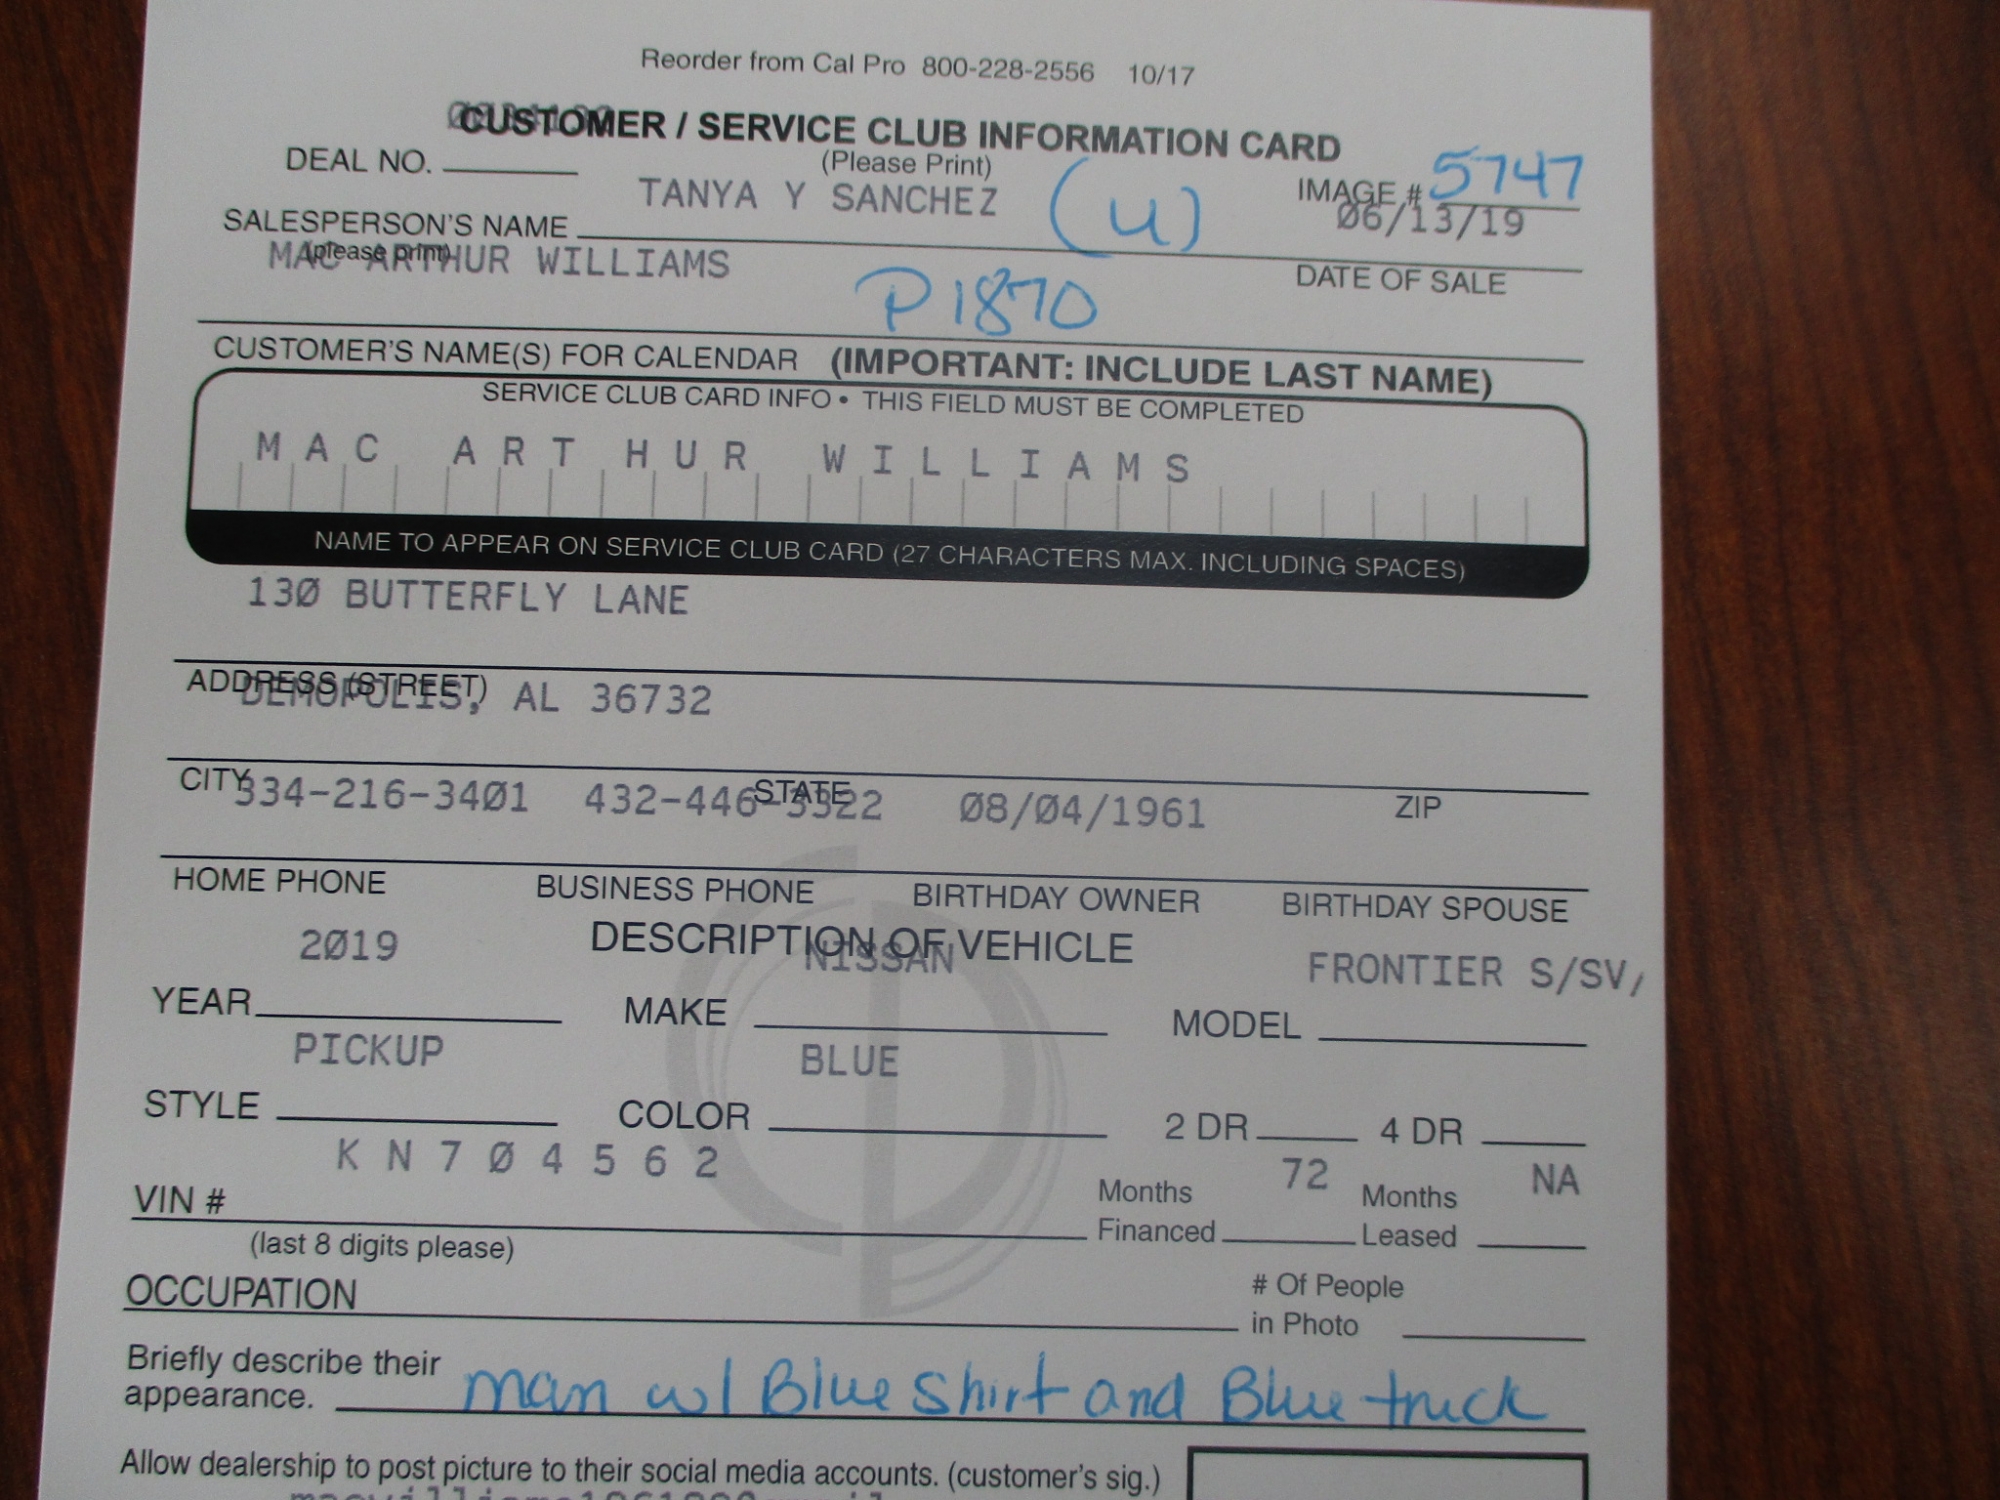 Reorder from Cal Pro 800-228-2556 10/17
CUSTOMER / SERVICE CLUB INFORMATION CARD
DEAL NO. (Please Print) IMAGE # 5747
TANYA Y SANCHEZ (U) 06/13/19
SALESPERSON'S NAME
(please print) DATE OF SALE
MAC ARTHUR WILLIAMS P1870
CUSTOMER'S NAME(S) FOR CALENDAR (IMPORTANT: INCLUDE LAST NAME)
SERVICE CLUB CARD INFO • THIS FIELD MUST BE COMPLETED
MAC ARTHUR WILLIAMS
NAME TO APPEAR ON SERVICE CLUB CARD (27 CHARACTERS MAX. INCLUDING SPACES)
130 BUTTERFLY LANE
ADDRESS (STREET)
DEMOPOLIS, AL 36732
CITY STATE ZIP
334-216-3401 432-446-3322 08/04/1961
HOME PHONE BUSINESS PHONE BIRTHDAY OWNER BIRTHDAY SPOUSE
DESCRIPTION OF VEHICLE
2019 NISSAN FRONTIER S/SV/
YEAR MAKE MODEL
PICKUP BLUE
STYLE COLOR 2 DR 4 DR
KN704562 72 NA
VIN # Months Financed Months Leased
(last 8 digits please)
OCCUPATION # Of People in Photo
Briefly describe their
appearance. man w/ Blue shirt and Blue truck
Allow dealership to post picture to their social media accounts. (customer's sig.)